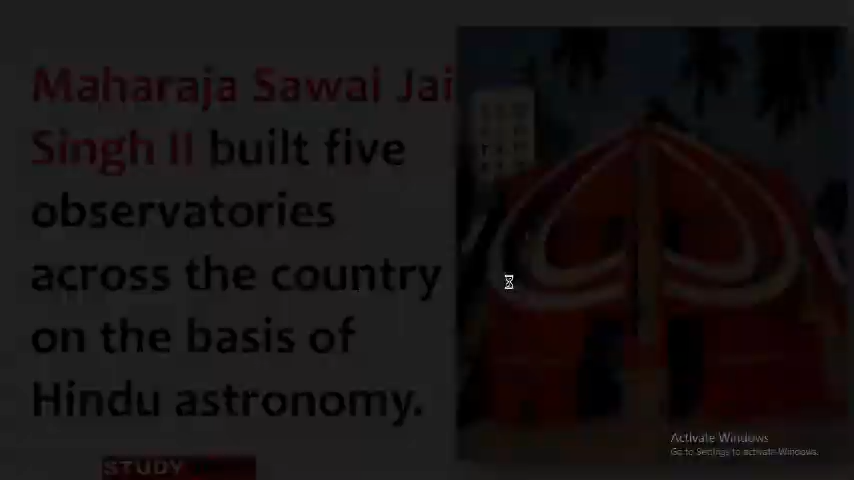 Maharaja Sawai Jai
Singh II built five
observatories
across the country
on the basis of
Hindu astronomy.
STUDY
Activate Windows
Go to Settings to activate Windows.